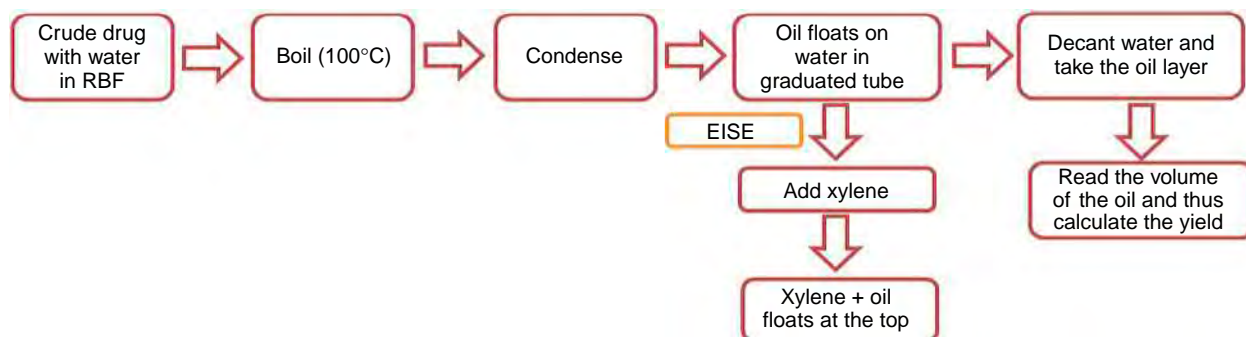 Crude drug
with water
in RBF
Boil (100°C)
Condense
Oil floats on
water in
graduated tube
Decant water and
take the oil layer
EISE
Add xylene
Read the volume
of the oil and thus
calculate the yield
Xylene + oil
floats at the top